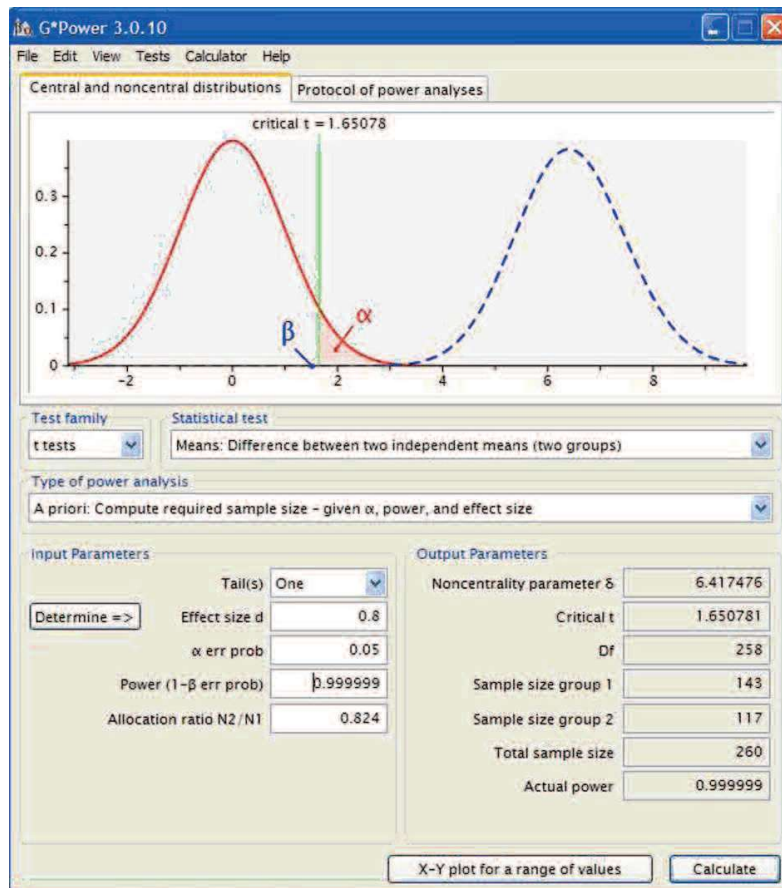 G*Power 3.0.10
File Edit View Tests Calculator Help
Central and noncentral distributions Protocol of power analyses
critical t = 1.65078
0.3
0.2
0.1
0
β
α
-2 0 2 4 6 8
Test family Statistical test
t tests Means: Difference between two independent means (two groups)
Type of power analysis
A priori: Compute required sample size – given α, power, and effect size
Input Parameters Output Parameters
Tail(s) One Noncentrality parameter δ 6.417476
Determine => Effect size d 0.8 Critical t 1.650781
α err prob 0.05 Df 258
Power (1-β err prob) 0.999999 Sample size group 1 143
Allocation ratio N2/N1 0.824 Sample size group 2 117
Total sample size 260
Actual power 0.999999
X-Y plot for a range of values Calculate